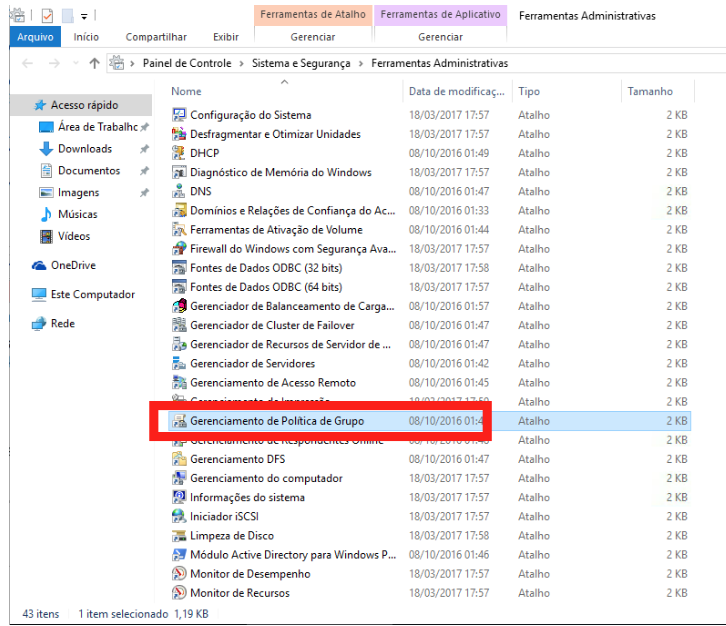 Ferramentas de Atalho Ferramentas de Aplicativo Ferramentas Administrativas
Arquivo Início Compartilhar Exibir Gerenciar Gerenciar
Painel de Controle > Sistema e Segurança > Ferramentas Administrativas
Nome Data de modificaç... Tipo Tamanho
Acesso rápido
Área de Trabalho
Downloads
Documentos
Imagens
Músicas
Vídeos
OneDrive
Este Computador
Rede
Configuração do Sistema 18/03/2017 17:57 Atalho 2 KB
Desfragmentar e Otimizar Unidades 18/03/2017 17:57 Atalho 2 KB
DHCP 08/10/2016 01:49 Atalho 2 KB
Diagnóstico de Memória do Windows 18/03/2017 17:57 Atalho 2 KB
DNS 08/10/2016 01:47 Atalho 2 KB
Domínios e Relações de Confiança do Ac... 08/10/2016 01:33 Atalho 2 KB
Ferramentas de Ativação de Volume 08/10/2016 01:44 Atalho 2 KB
Firewall do Windows com Segurança Ava... 18/03/2017 17:57 Atalho 2 KB
Fontes de Dados ODBC (32 bits) 18/03/2017 17:58 Atalho 2 KB
Fontes de Dados ODBC (64 bits) 18/03/2017 17:57 Atalho 2 KB
Gerenciador de Balanceamento de Carga... 08/10/2016 01:57 Atalho 2 KB
Gerenciador de Cluster de Failover 08/10/2016 01:47 Atalho 2 KB
Gerenciador de Recursos de Servidor de ... 08/10/2016 01:47 Atalho 2 KB
Gerenciador de Servidores 08/10/2016 01:42 Atalho 2 KB
Gerenciamento de Acesso Remoto 08/10/2016 01:45 Atalho 2 KB
Gerenciamento de Impressão 18/03/2017 17:59 Atalho 2 KB
Gerenciamento de Política de Grupo 08/10/2016 Atalho 2 KB
Gerenciamento de Respondentes Online 08/10/2016 Atalho 2 KB
Gerenciamento DFS 08/10/2016 01:47 Atalho 2 KB
Gerenciamento do computador 18/03/2017 17:57 Atalho 2 KB
Informações do sistema 18/03/2017 17:57 Atalho 2 KB
Iniciador iSCSI 18/03/2017 17:57 Atalho 2 KB
Limpeza de Disco 18/03/2017 17:58 Atalho 2 KB
Módulo Active Directory para Windows P... 08/10/2016 01:46 Atalho 2 KB
Monitor de Desempenho 18/03/2017 17:57 Atalho 2 KB
Monitor de Recursos 18/03/2017 17:57 Atalho 2 KB
43 itens 1 item selecionado 1,19 KB